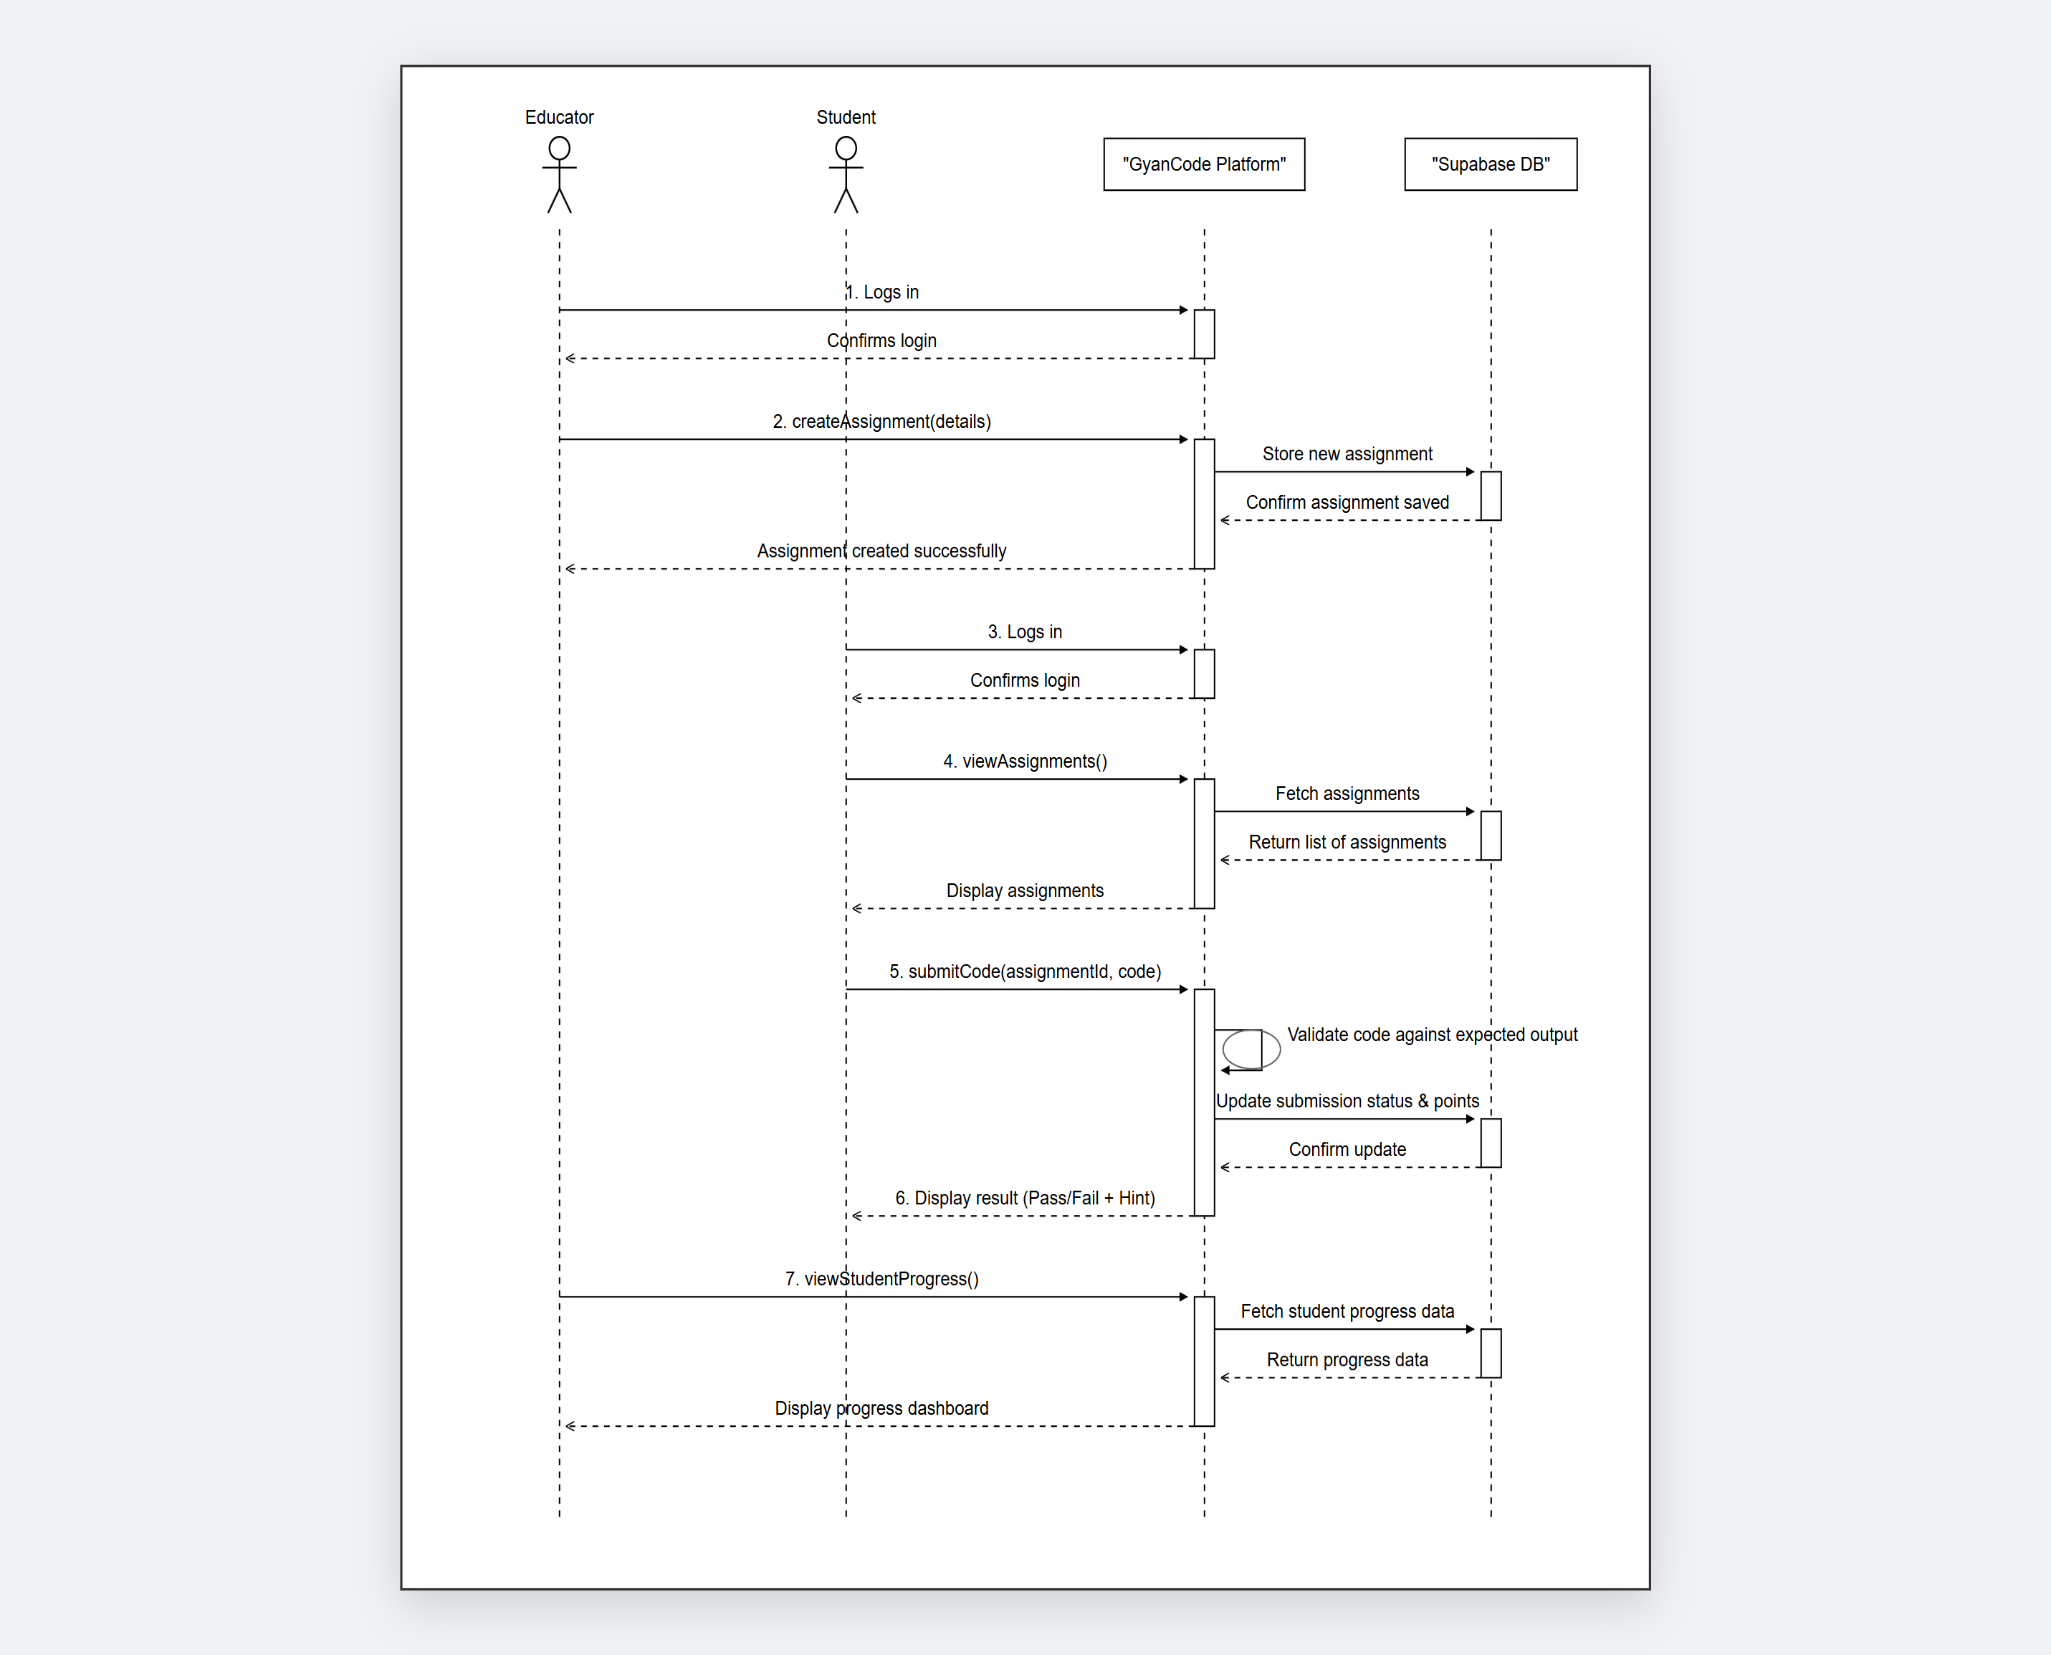 Educator
Student
"GyanCode Platform"
"Supabase DB"
1. Logs in
Confirms login
2. createAssignment(details)
Store new assignment
Confirm assignment saved
Assignment created successfully
3. Logs in
Confirms login
4. viewAssignments()
Fetch assignments
Return list of assignments
Display assignments
5. submitCode(assignmentId, code)
Validate code against expected output
Update submission status & points
Confirm update
6. Display result (Pass/Fail + Hint)
7. viewStudentProgress()
Fetch student progress data
Return progress data
Display progress dashboard